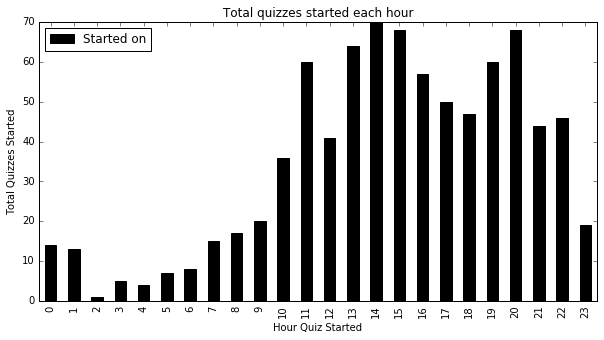 Total quizzes started each hour
Started on
Total Quizzes Started
70
60
50
40
30
20
10
0
0 1 2 3 4 5 6 7 8 9 10 11 12 13 14 15 16 17 18 19 20 21 22 23
Hour Quiz Started